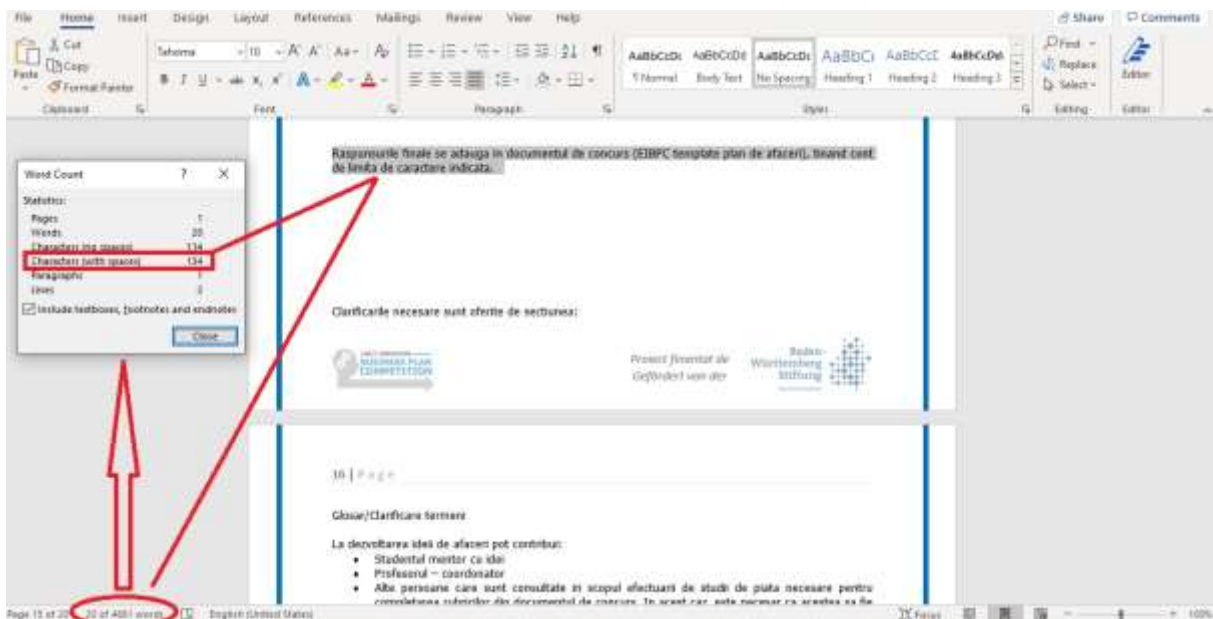 File Home Insert Design Layout References Mailings Review View Help Share Comments
Cut
Copy
Paste Format Painter
Tahoma 10
AaBbCcDc AaBbCcDc AaBbCcDc AaBbCc AaBbCcC AaBbCcDd
¶ Normal Body Text No Spacing Heading 1 Heading 2 Heading 3
Find
Replace
Select
Editor
Clipboard Font Paragraph Styles Editing Editor
Raspunsurile finale se adauga in documentul de concurs (EIBPC template plan de afaceri), tinand cont
de limita de caractere indicata.
Word Count ? X
Statistics:
Pages 1
Words 20
Characters (no spaces)
Characters (with spaces)
Paragraphs 1
Lines
Include textboxes, footnotes and endnotes
Close
Clarificarile necesare sunt aferite de sectiunea:
BUSINESS PLAN
COMPETITION
Proiect finantat de
Gefördert von der
Baden-
Württemberg
Stiftung
16 | Page
Glosar/Clarificare termeni
La dezvoltarea ideii de afaceri pot contribui:
• Studentul mentor cu idei
• Profesorul – coordonator
• Alte persoane care sunt consultate in scopul efectuarii de studii de piata necesare pentru
completarea rubricilor din documentul de concurs. In acest caz, este necesar ca acestea sa fie
Page 15 of 20 20 of 4081 words English (United States) Focus 100%